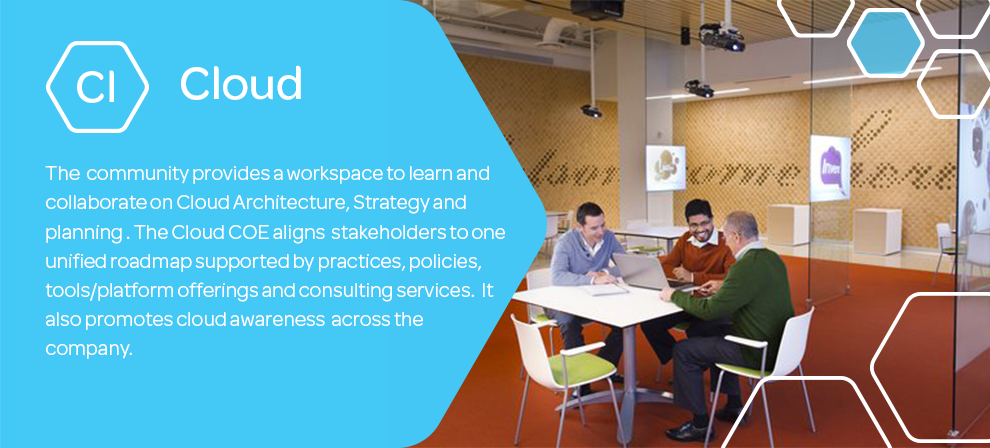 CI
Cloud
The community provides a workspace to learn and
collaborate on Cloud Architecture, Strategy and
planning . The Cloud COE aligns stakeholders to one
unified roadmap supported by practices, policies,
tools/platform offerings and consulting services. It
also promotes cloud awareness across the
company.